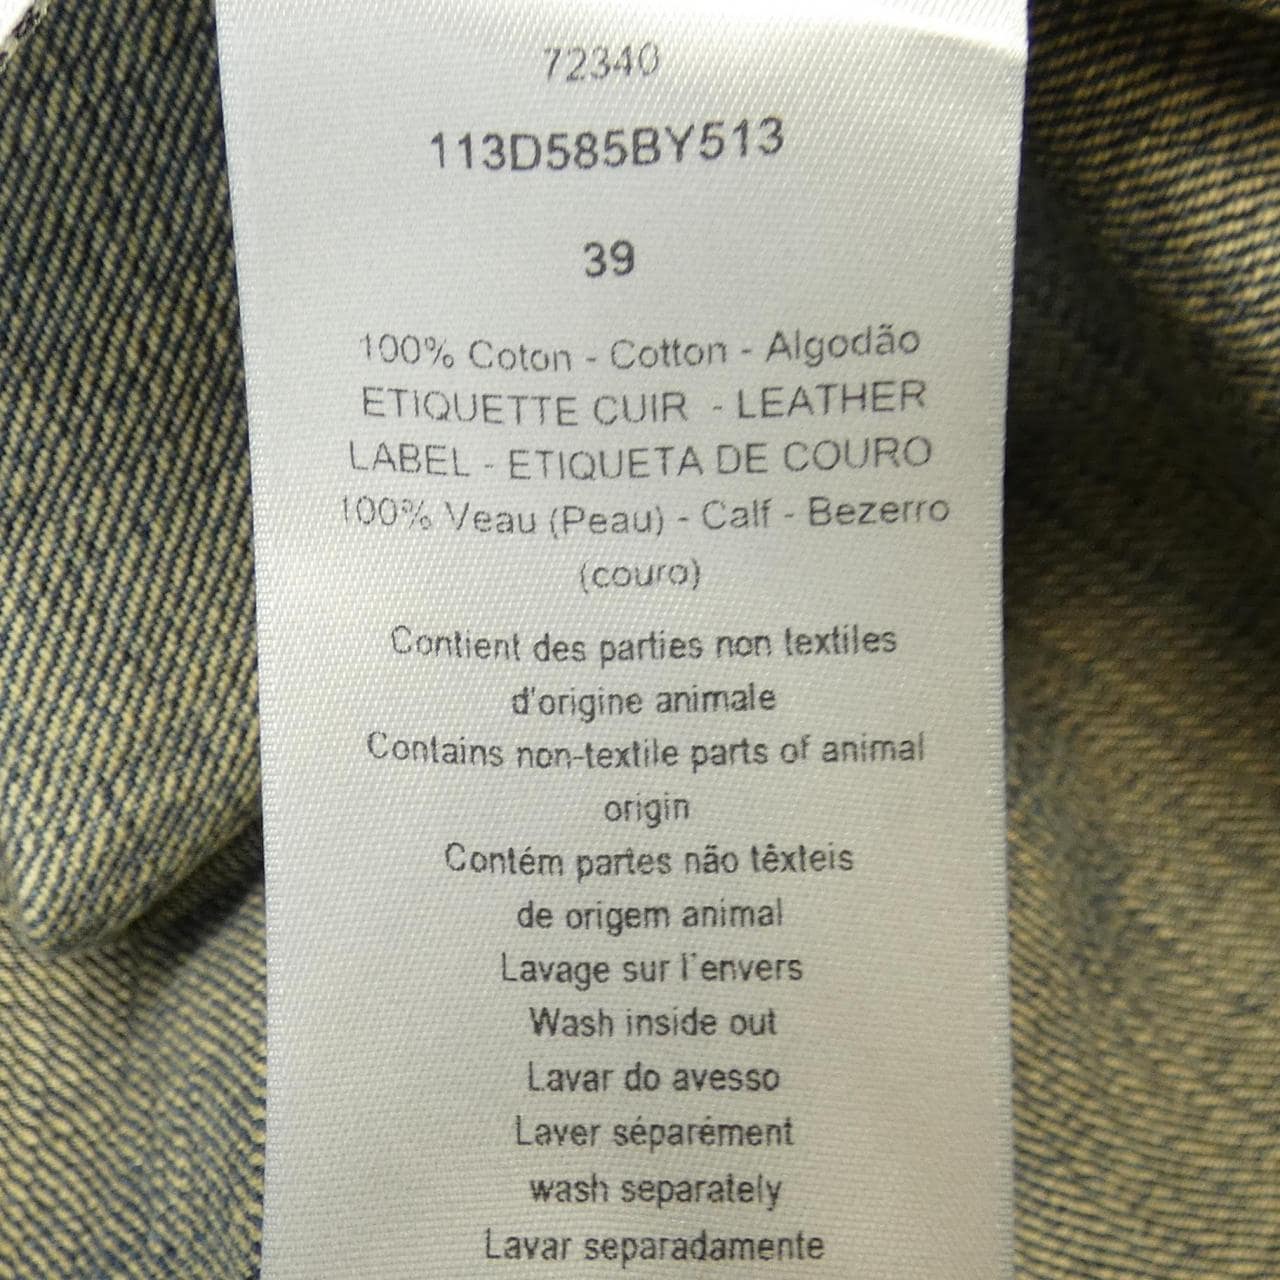 72340
113D585BY513
39
100% Coton - Cotton - Algodão
ETIQUETTE CUIR - LEATHER
LABEL - ETIQUETA DE COURO
100% Veau (Peau) - Calf - Bezerro
(couro)
Contient des parties non textiles
d'origine animale
Contains non-textile parts of animal
origin
Contém partes não têxteis
de origem animal
Lavage sur l'envers
Wash inside out
Lavar do avesso
Laver séparément
wash separately
Lavar separadamente